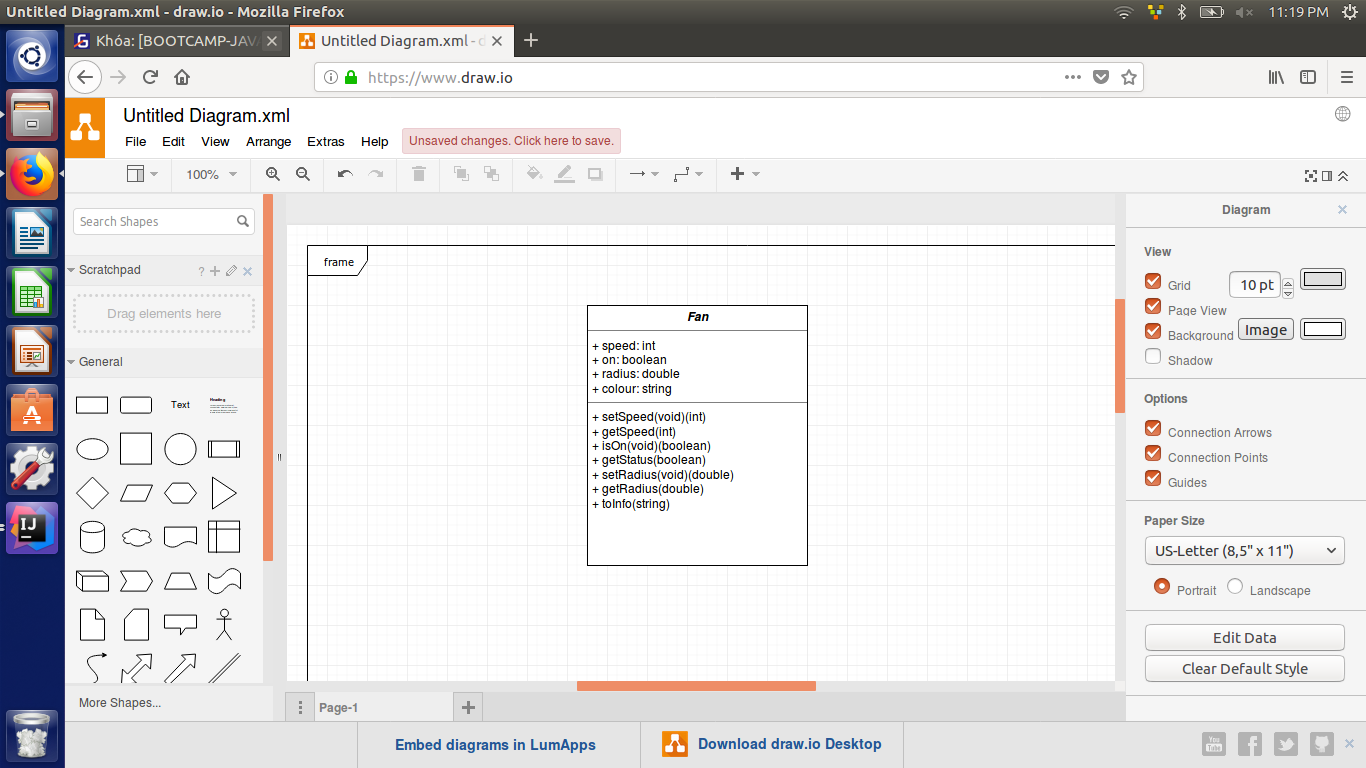 Untitled Diagram.xml - draw.io - Mozilla Firefox
11:19 PM
Khóa: [BOOTCAMP-JAV
Untitled Diagram.xml - d
https://www.draw.io
Untitled Diagram.xml
File Edit View Arrange Extras Help Unsaved changes. Click here to save.
100%
Search Shapes
Scratchpad ?
Drag elements here
General
Text
Heading
More Shapes...
frame
Fan
+ speed: int
+ on: boolean
+ radius: double
+ colour: string
+ setSpeed(void)(int)
+ getSpeed(int)
+ isOn(void)(boolean)
+ getStatus(boolean)
+ setRadius(void)(double)
+ getRadius(double)
+ toInfo(string)
Page-1
Diagram
View
Grid 10 pt
Page View
Background Image
Shadow
Options
Connection Arrows
Connection Points
Guides
Paper Size
US-Letter (8,5" x 11")
Portrait Landscape
Edit Data
Clear Default Style
Embed diagrams in LumApps
Download draw.io Desktop
You
Tube
IJ